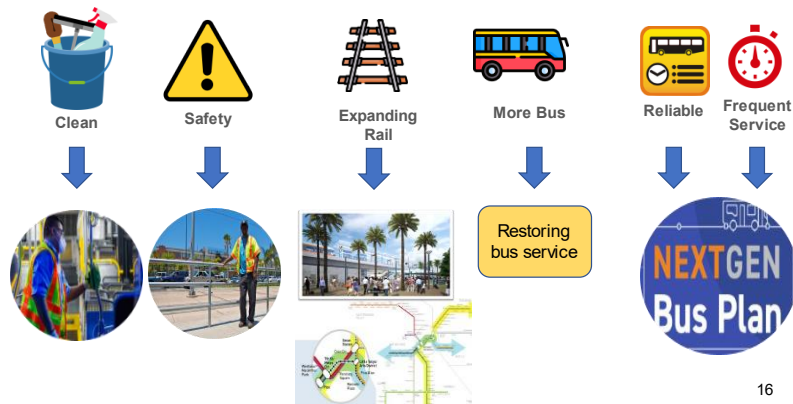 Clean
Safety
Expanding
Rail
More Bus
Reliable
Frequent
Service
Restoring
bus service
NEXTGEN
Bus Plan
16